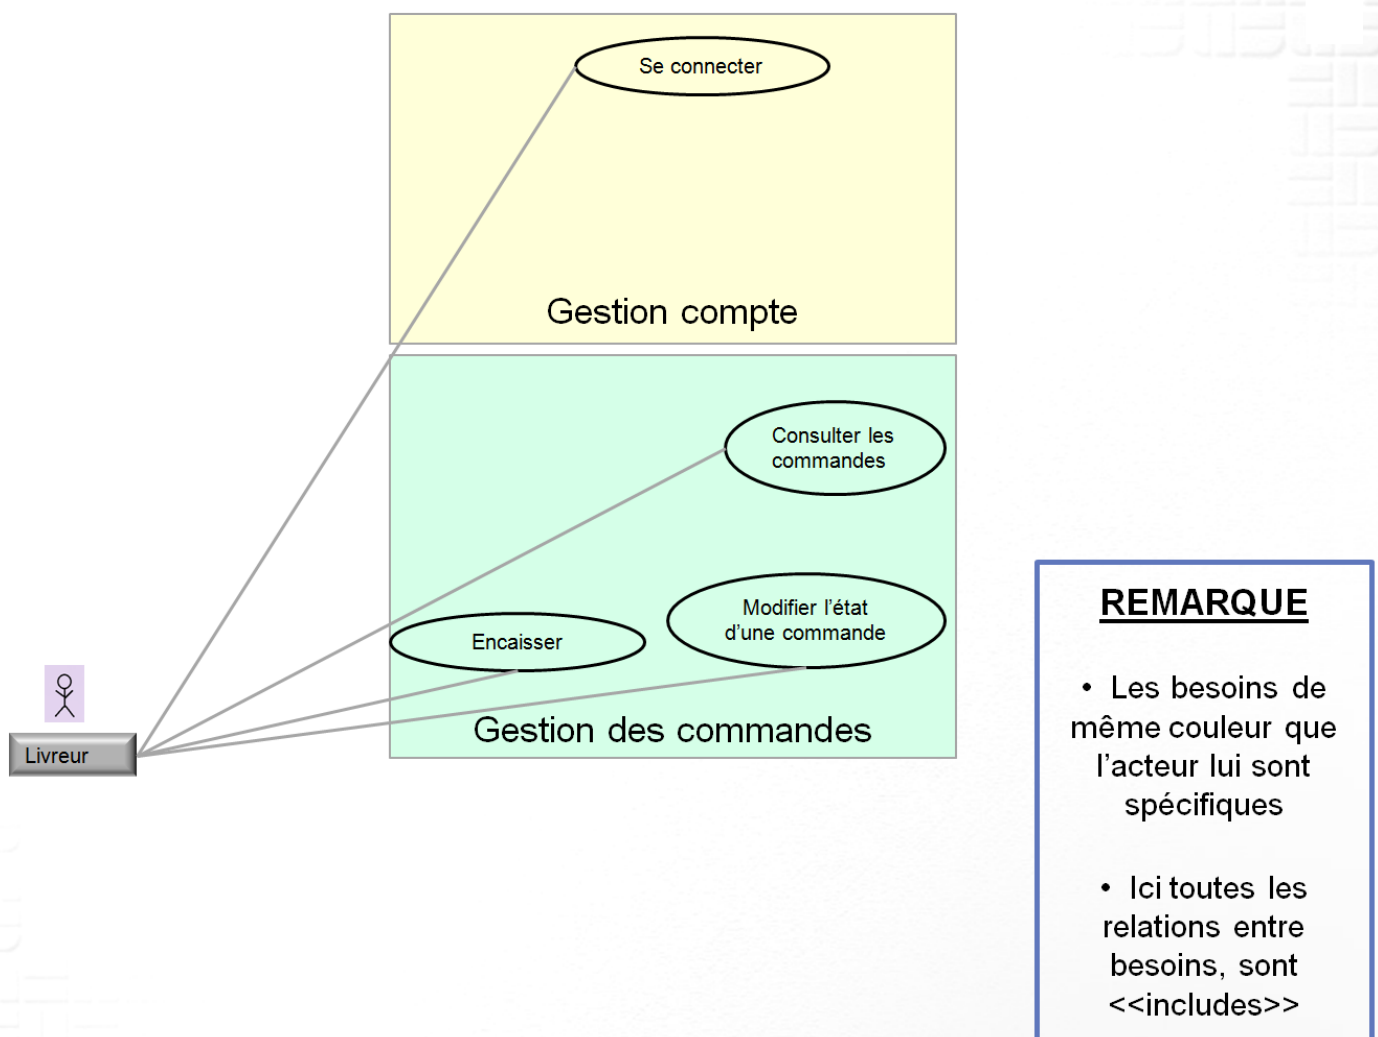 Se connecter
Gestion compte
Consulter les
commandes
Modifier l’état
d’une commande
Encaisser
Gestion des commandes
Livreur
REMARQUE
• Les besoins de
même couleur que
l’acteur lui sont
spécifiques
• Ici toutes les
relations entre
besoins, sont
<<includes>>